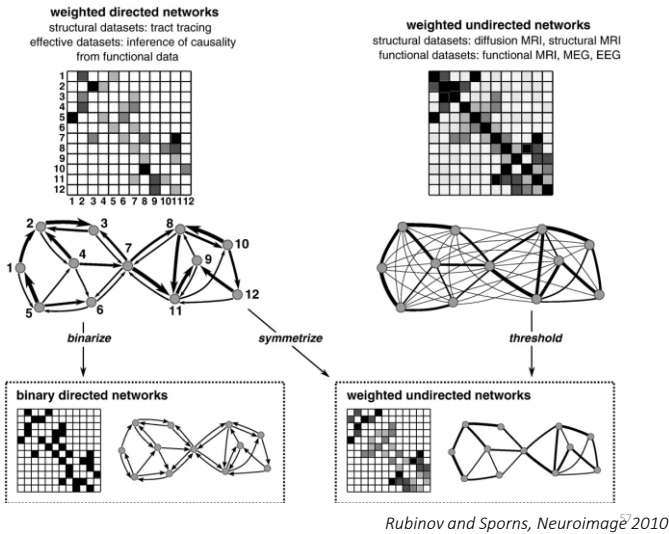 weighted directed networks
structural datasets: tract tracing
effective datasets: inference of causality
from functional data
1
2
3
4
5
6
7
8
9
10
11
12
1 2 3 4 5 6 7 8 9 101112
2
3
8
10
7
4
9
1
12
6
5
11
binarize
symmetrize
binary directed networks
weighted undirected networks
structural datasets: diffusion MRI, structural MRI
functional datasets: functional MRI, MEG, EEG
threshold
weighted undirected networks
57
Rubinov and Sporns, Neuroimage 2010